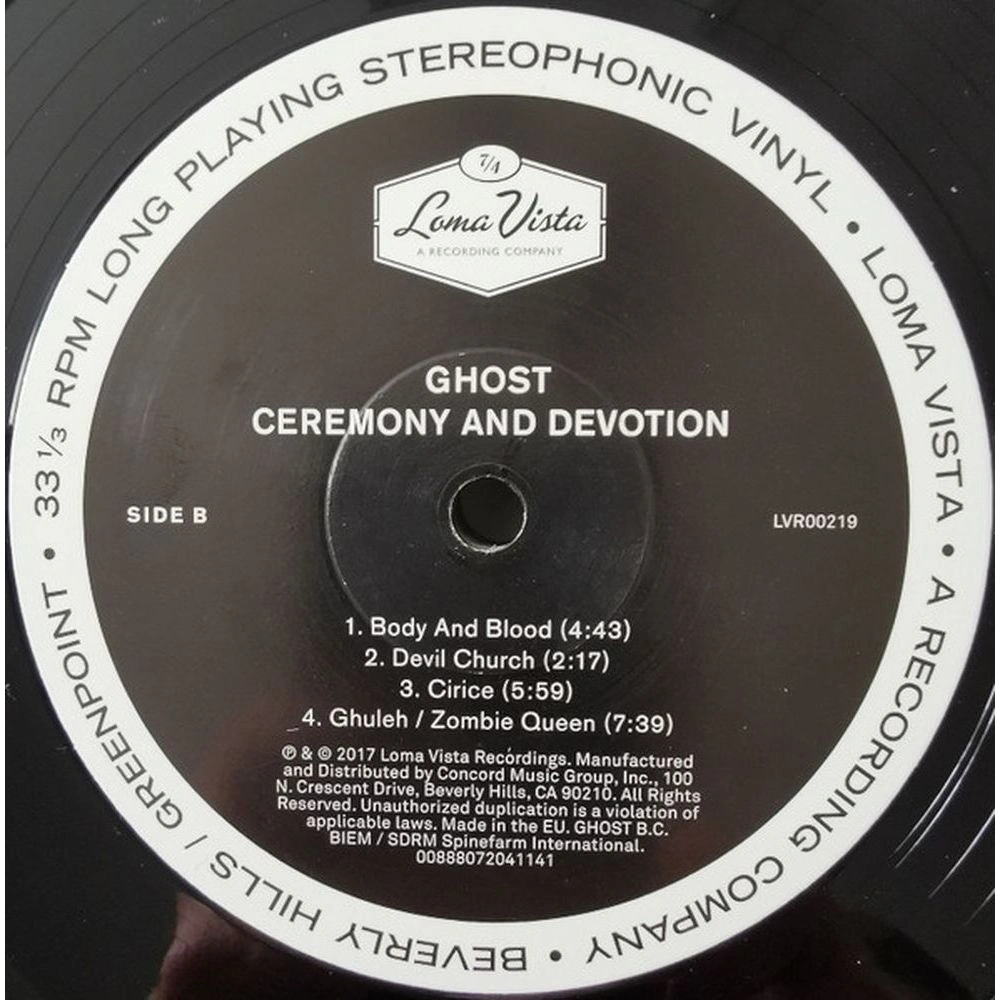 33 ⅓ RPM LONG PLAYING STEREOPHONIC VINYL • LOMA VISTA • A RECORDING COMPANY • BEVERLY HILLS / GREENPOINT •
7/4
Loma Vista
A RECORDING COMPANY
GHOST
CEREMONY AND DEVOTION
SIDE B
LVR00219
1. Body And Blood (4:43)
2. Devil Church (2:17)
3. Cirice (5:59)
4. Ghuleh / Zombie Queen (7:39)
℗ & © 2017 Loma Vista Recordings. Manufactured
and Distributed by Concord Music Group, Inc., 100
N. Crescent Drive, Beverly Hills, CA 90210. All Rights
Reserved. Unauthorized duplication is a violation of
applicable laws. Made in the EU. GHOST B.C.
BIEM / SDRM Spinefarm International.
00888072041141